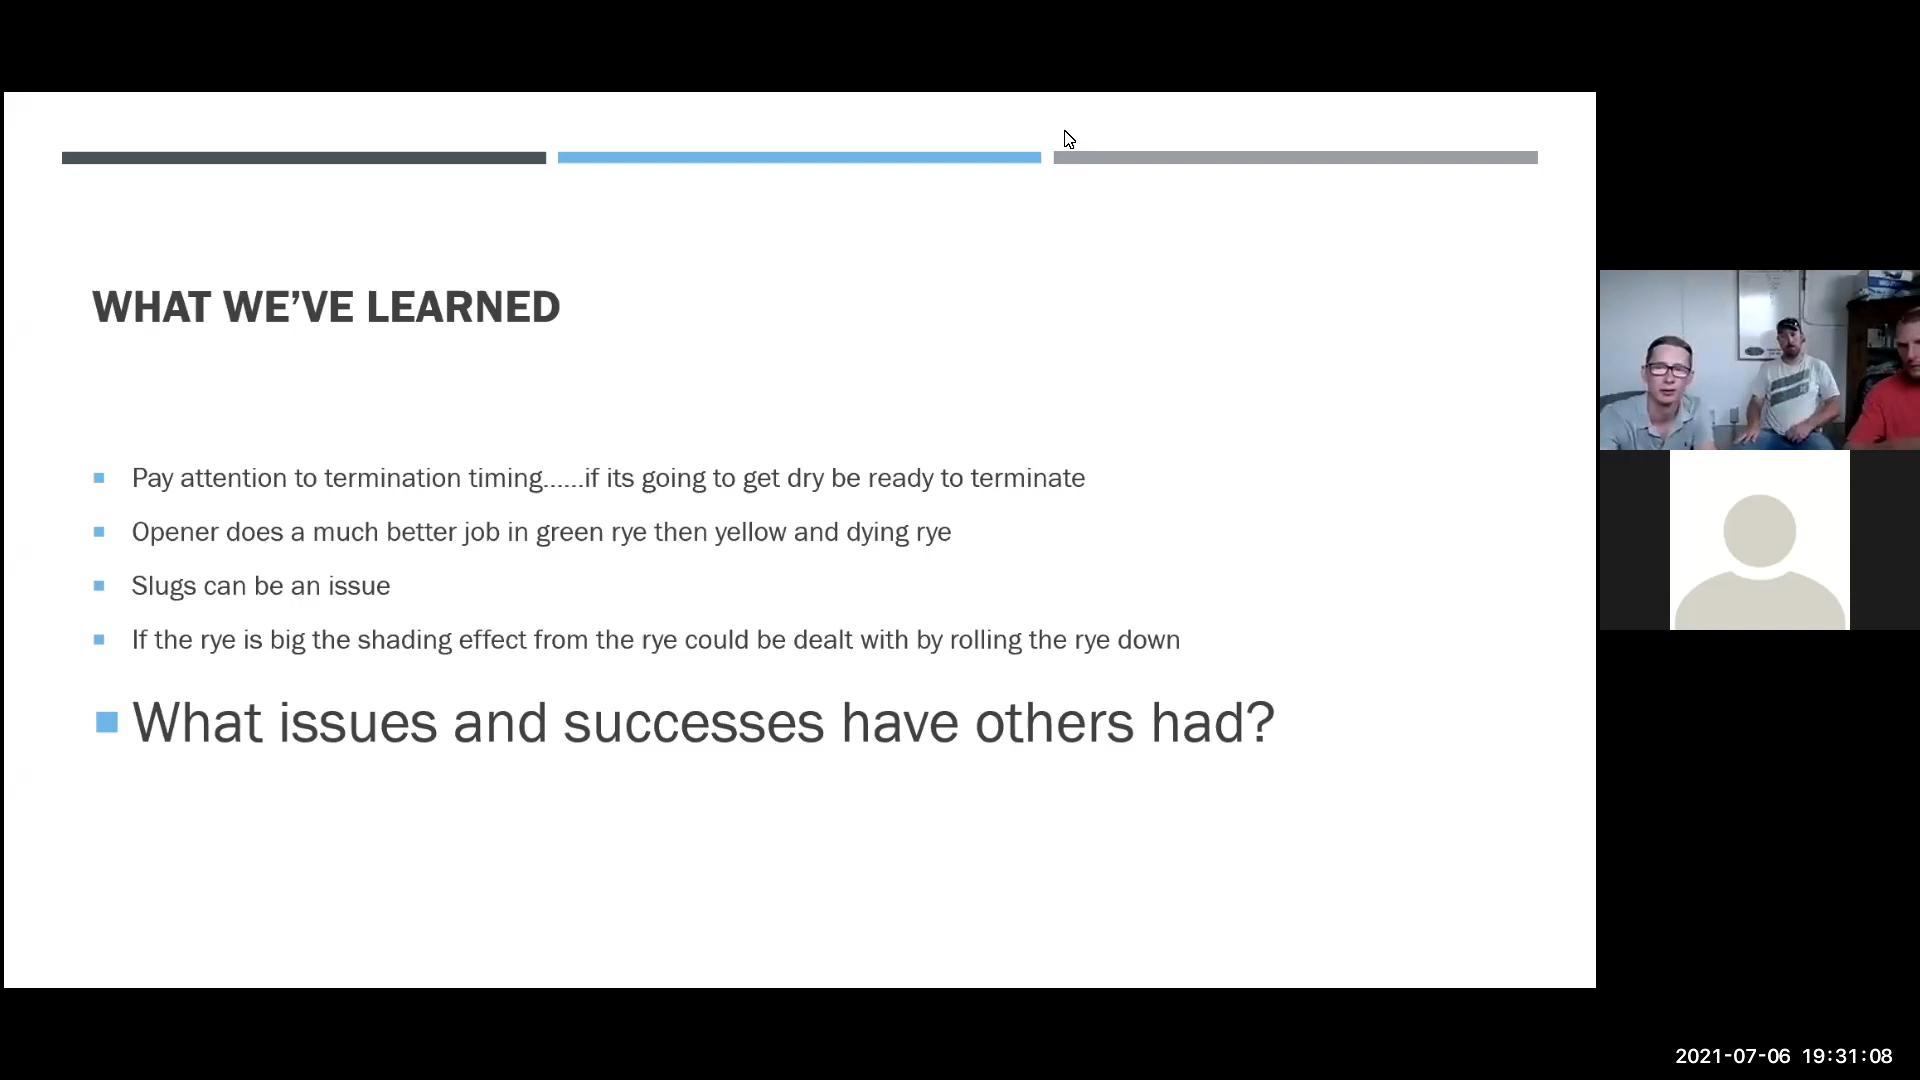 WHAT WE’VE LEARNED
Pay attention to termination timing......if its going to get dry be ready to terminate
Opener does a much better job in green rye then yellow and dying rye
Slugs can be an issue
If the rye is big the shading effect from the rye could be dealt with by rolling the rye down
What issues and successes have others had?
2021-07-06 19:31:08